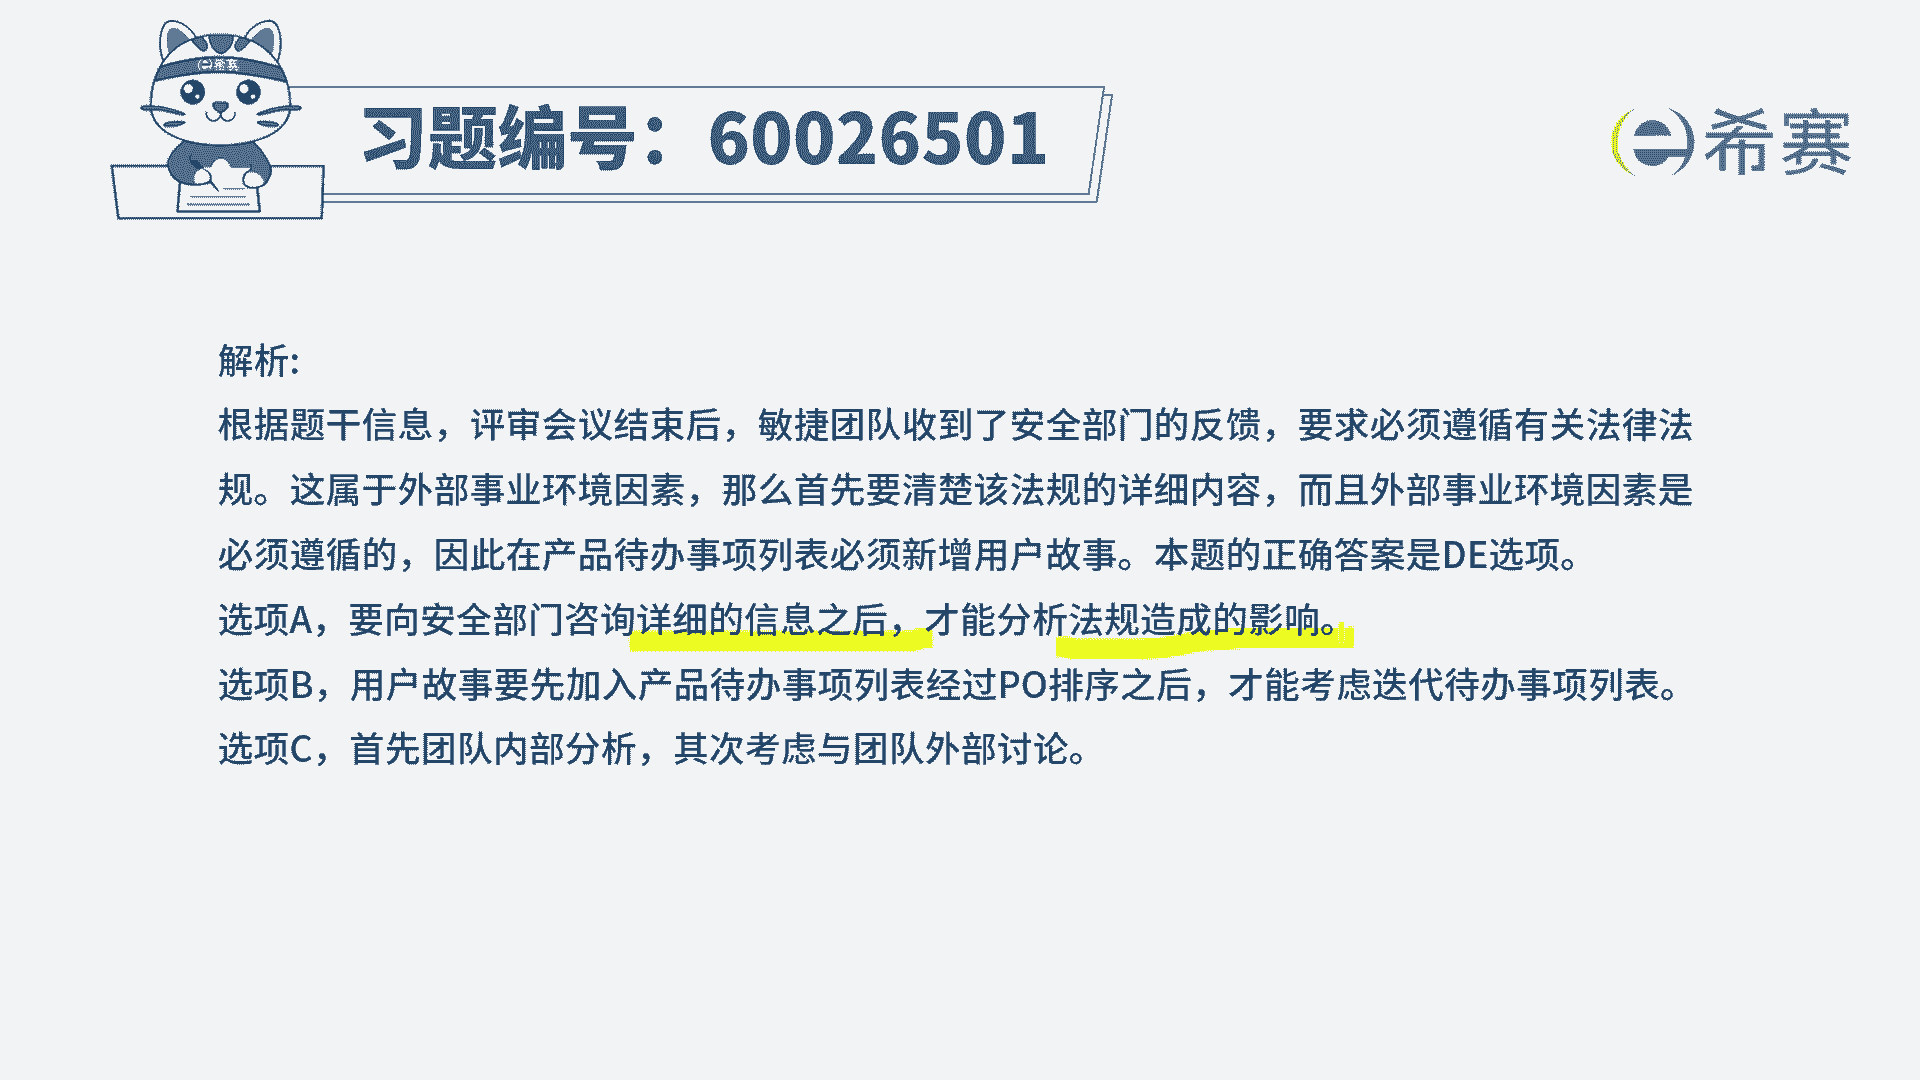 希赛
习题编号：60026501
希赛
解析:
根据题干信息，评审会议结束后，敏捷团队收到了安全部门的反馈，要求必须遵循有关法律法
规。这属于外部事业环境因素，那么首先要清楚该法规的详细内容，而且外部事业环境因素是
必须遵循的，因此在产品待办事项列表必须新增用户故事。本题的正确答案是DE选项。
选项A，要向安全部门咨询详细的信息之后，才能分析法规造成的影响。
选项B，用户故事要先加入产品待办事项列表经过PO排序之后，才能考虑迭代待办事项列表。
选项C，首先团队内部分析，其次考虑与团队外部讨论。